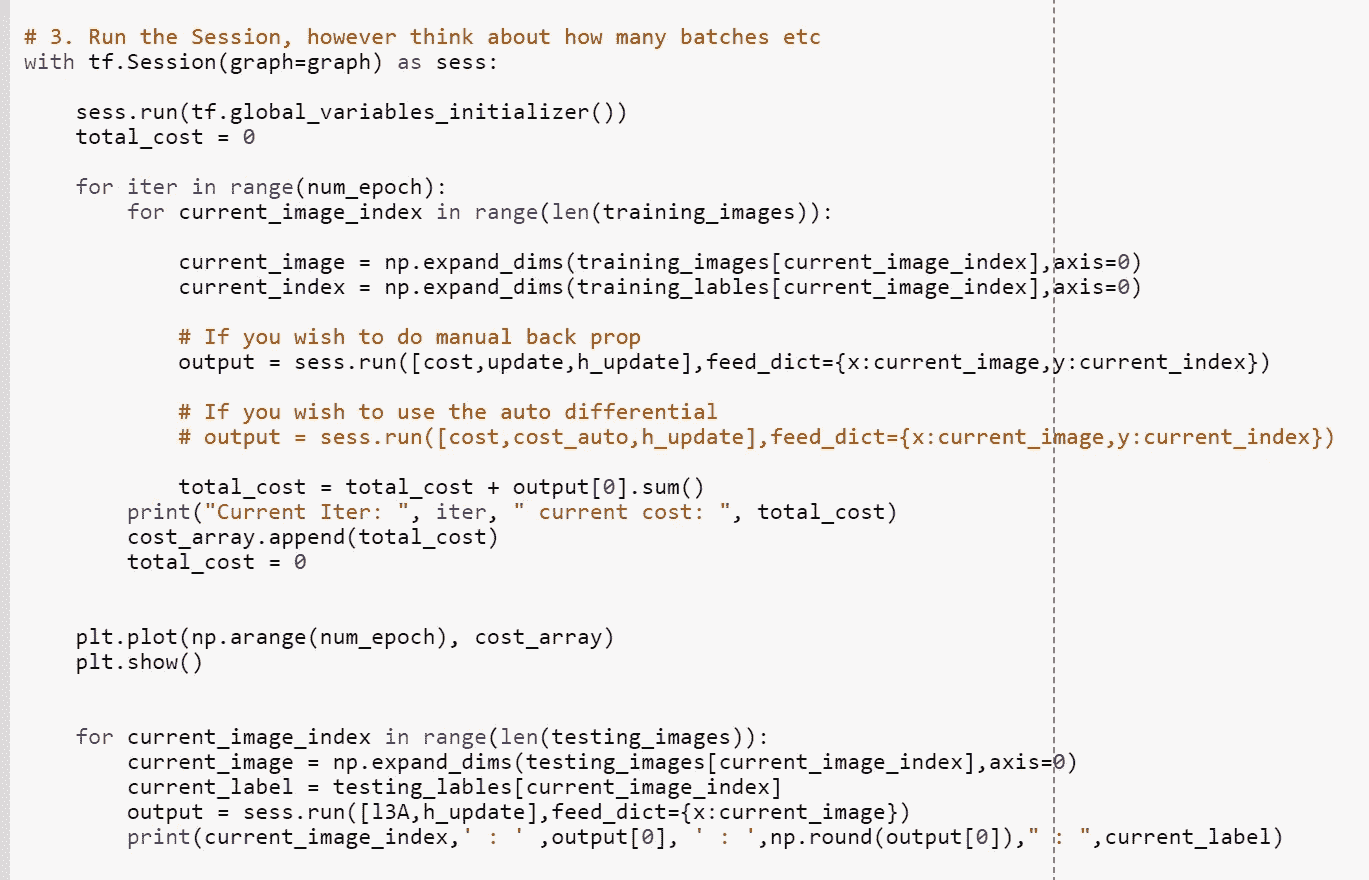 # 3. Run the Session, however think about how many batches etc
with tf.Session(graph=graph) as sess:
    sess.run(tf.global_variables_initializer())
    total_cost = 0
    for iter in range(num_epoch):
        for current_image_index in range(len(training_images)):
            current_image = np.expand_dims(training_images[current_image_index],axis=0)
            current_index = np.expand_dims(training_lables[current_image_index],axis=0)
            # If you wish to do manual back prop
            output = sess.run([cost,update,h_update],feed_dict={x:current_image,y:current_index})
            # If you wish to use the auto differential
            # output = sess.run([cost,cost_auto,h_update],feed_dict={x:current_image,y:current_index})
            total_cost = total_cost + output[0].sum()
        print("Current Iter: ", iter, " current cost: ", total_cost)
        cost_array.append(total_cost)
        total_cost = 0
    plt.plot(np.arange(num_epoch), cost_array)
    plt.show()
    for current_image_index in range(len(testing_images)):
        current_image = np.expand_dims(testing_images[current_image_index],axis=0)
        current_label = testing_lables[current_image_index]
        output = sess.run([l3A,h_update],feed_dict={x:current_image})
        print(current_image_index,' : ' ,output[0], ' : ',np.round(output[0])," : ",current_label)